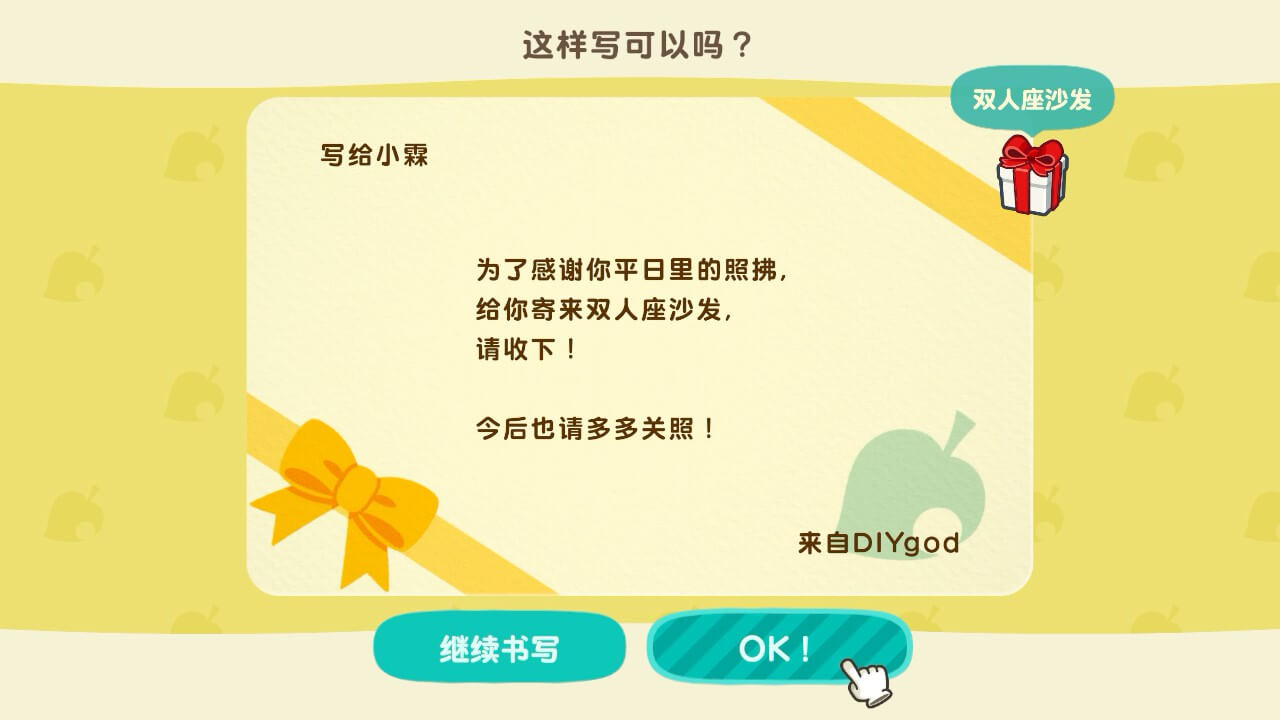 这样写可以吗？
双人座沙发
写给小霖
为了感谢你平日里的照拂,
给你寄来双人座沙发,
请收下！
今后也请多多关照！
来自DIYgod
继续书写
OK！